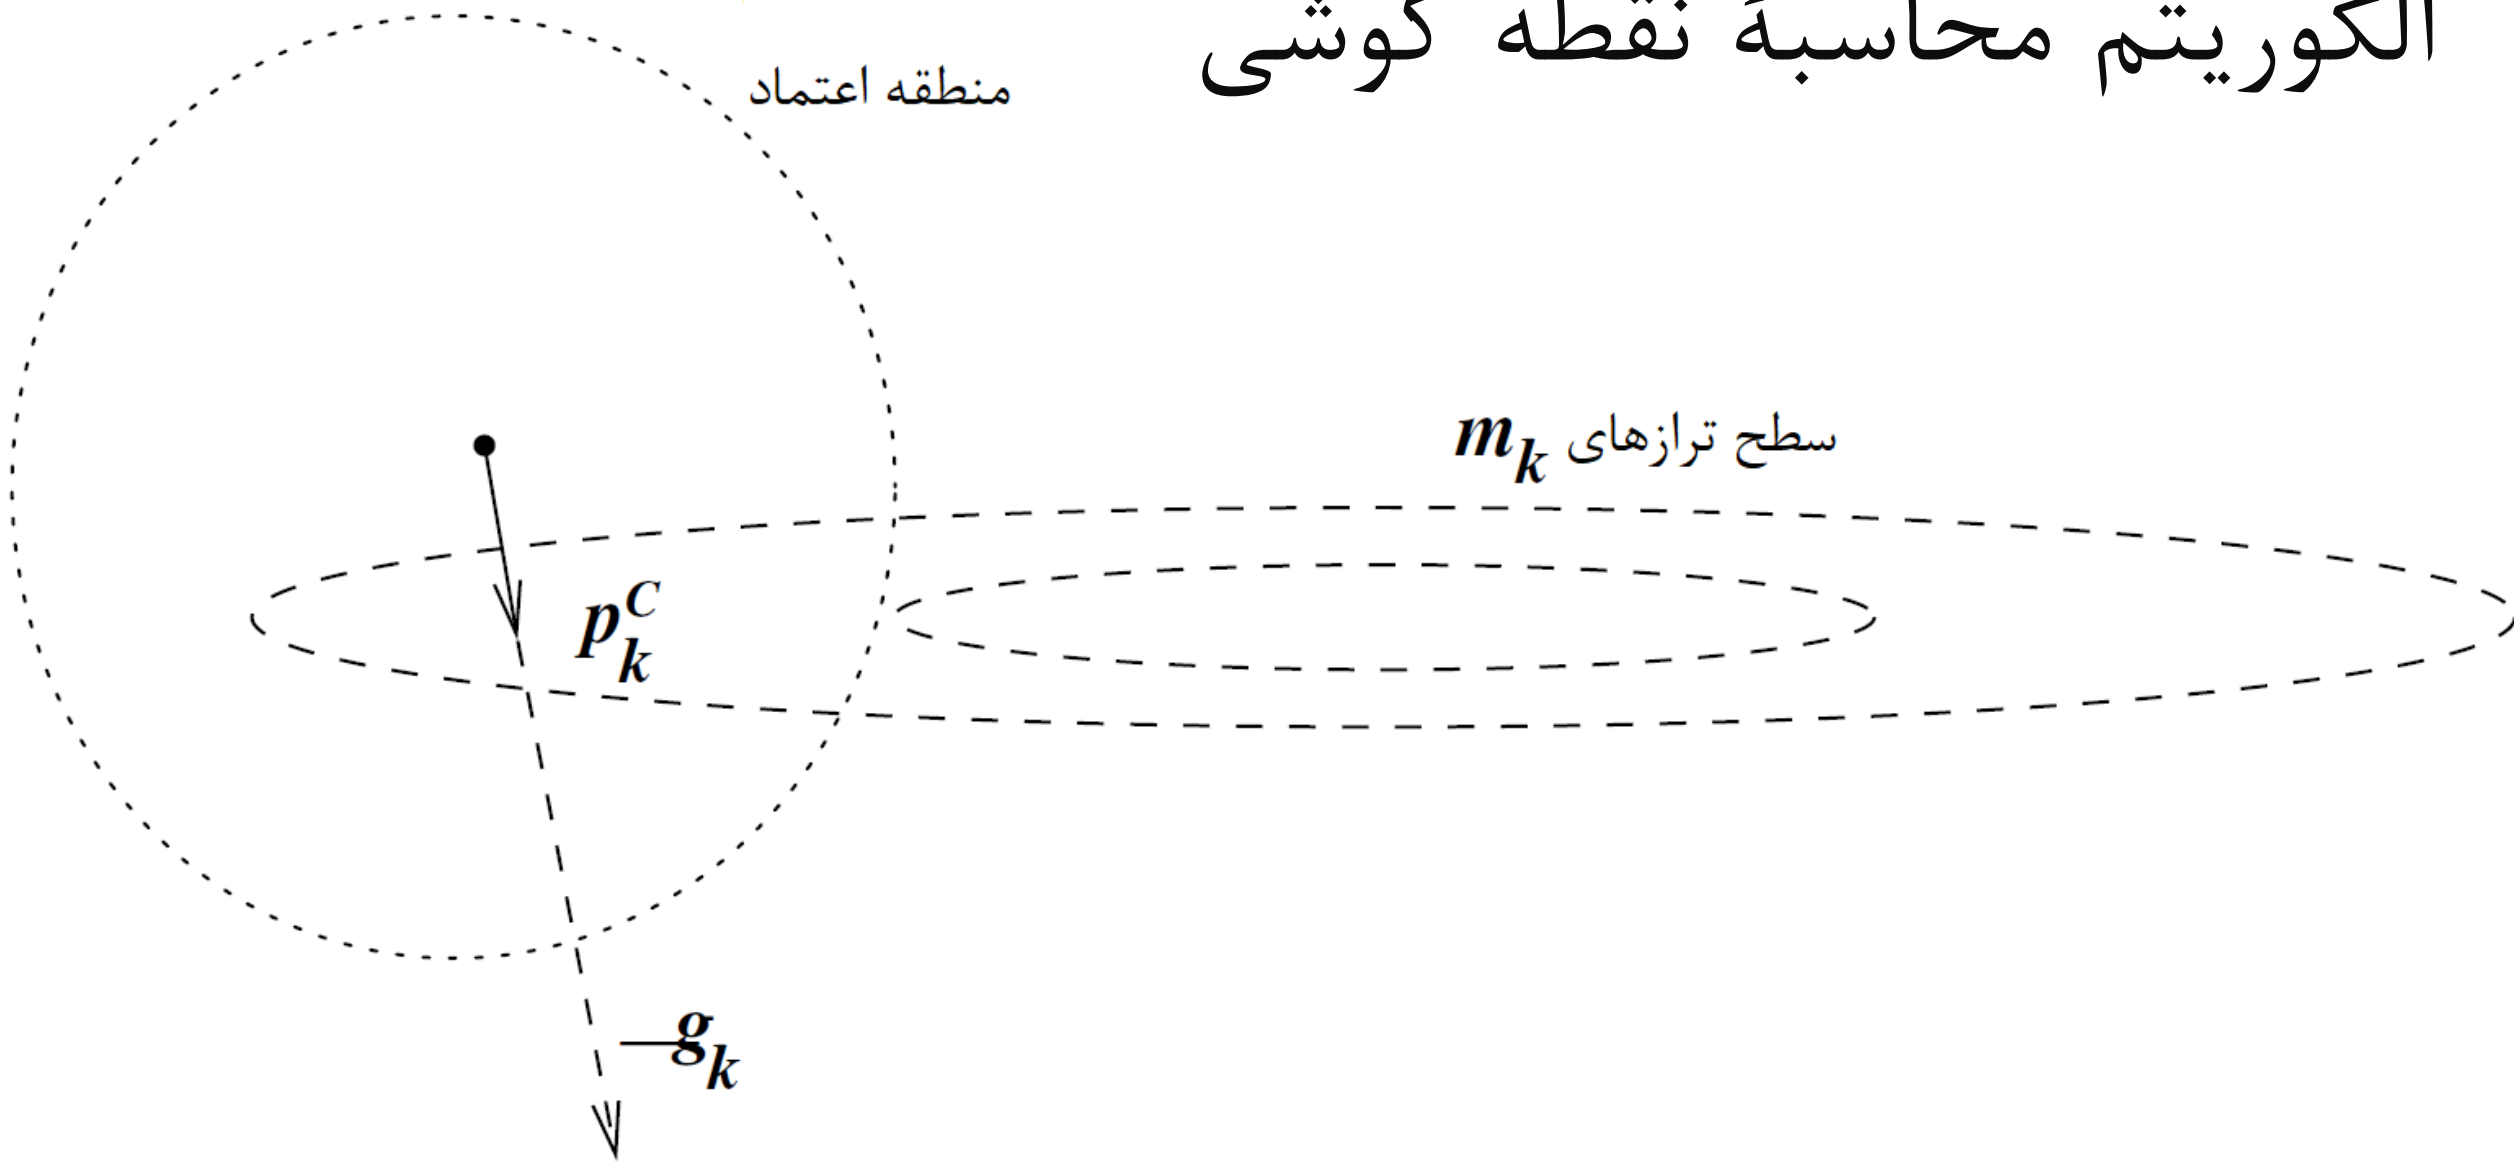 الگوریتم محاسبه نقطه کوشی
منطقه اعتماد
سطح ترازهای m_k
p_k^C
−g_k